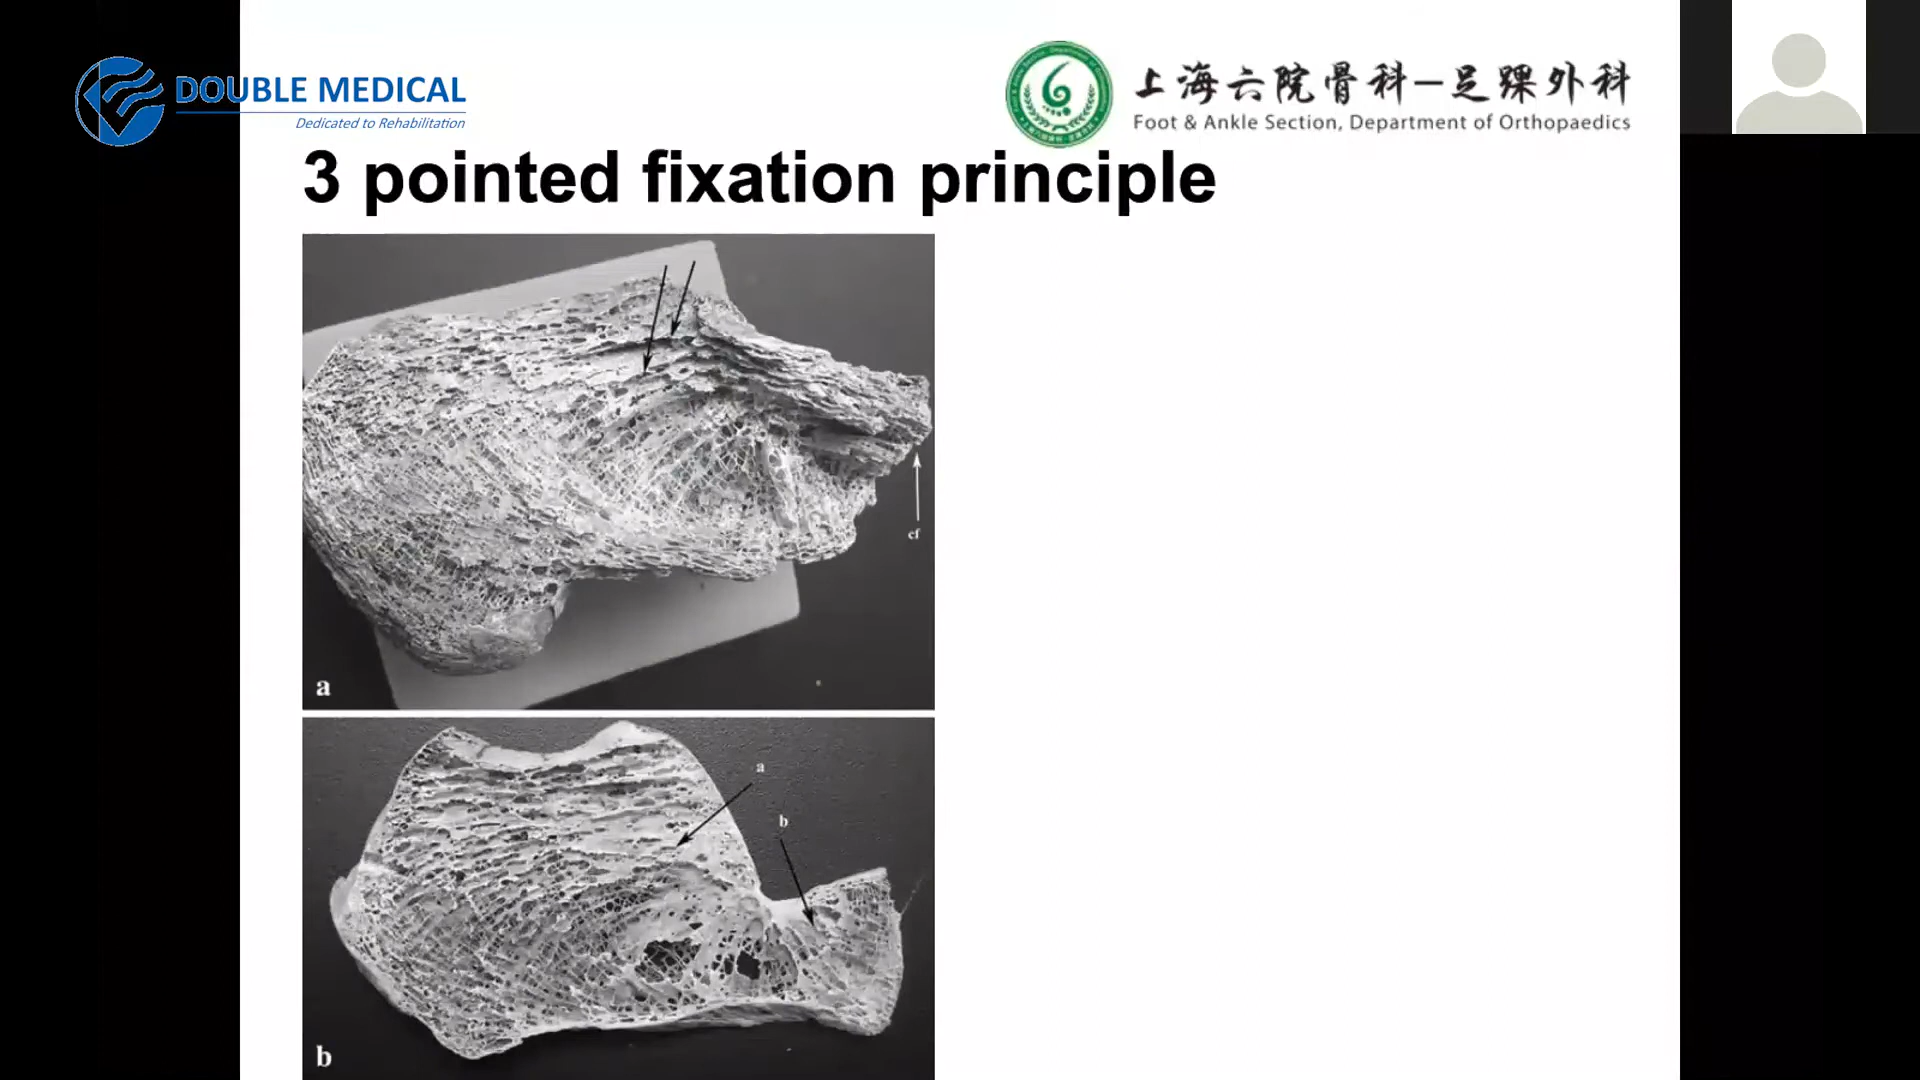 DOUBLE MEDICAL
Dedicated to Rehabilitation
上海六院骨科—足踝外科
Foot & Ankle Section, Department of Orthopaedics
3 pointed fixation principle
cf
a
a
b
b